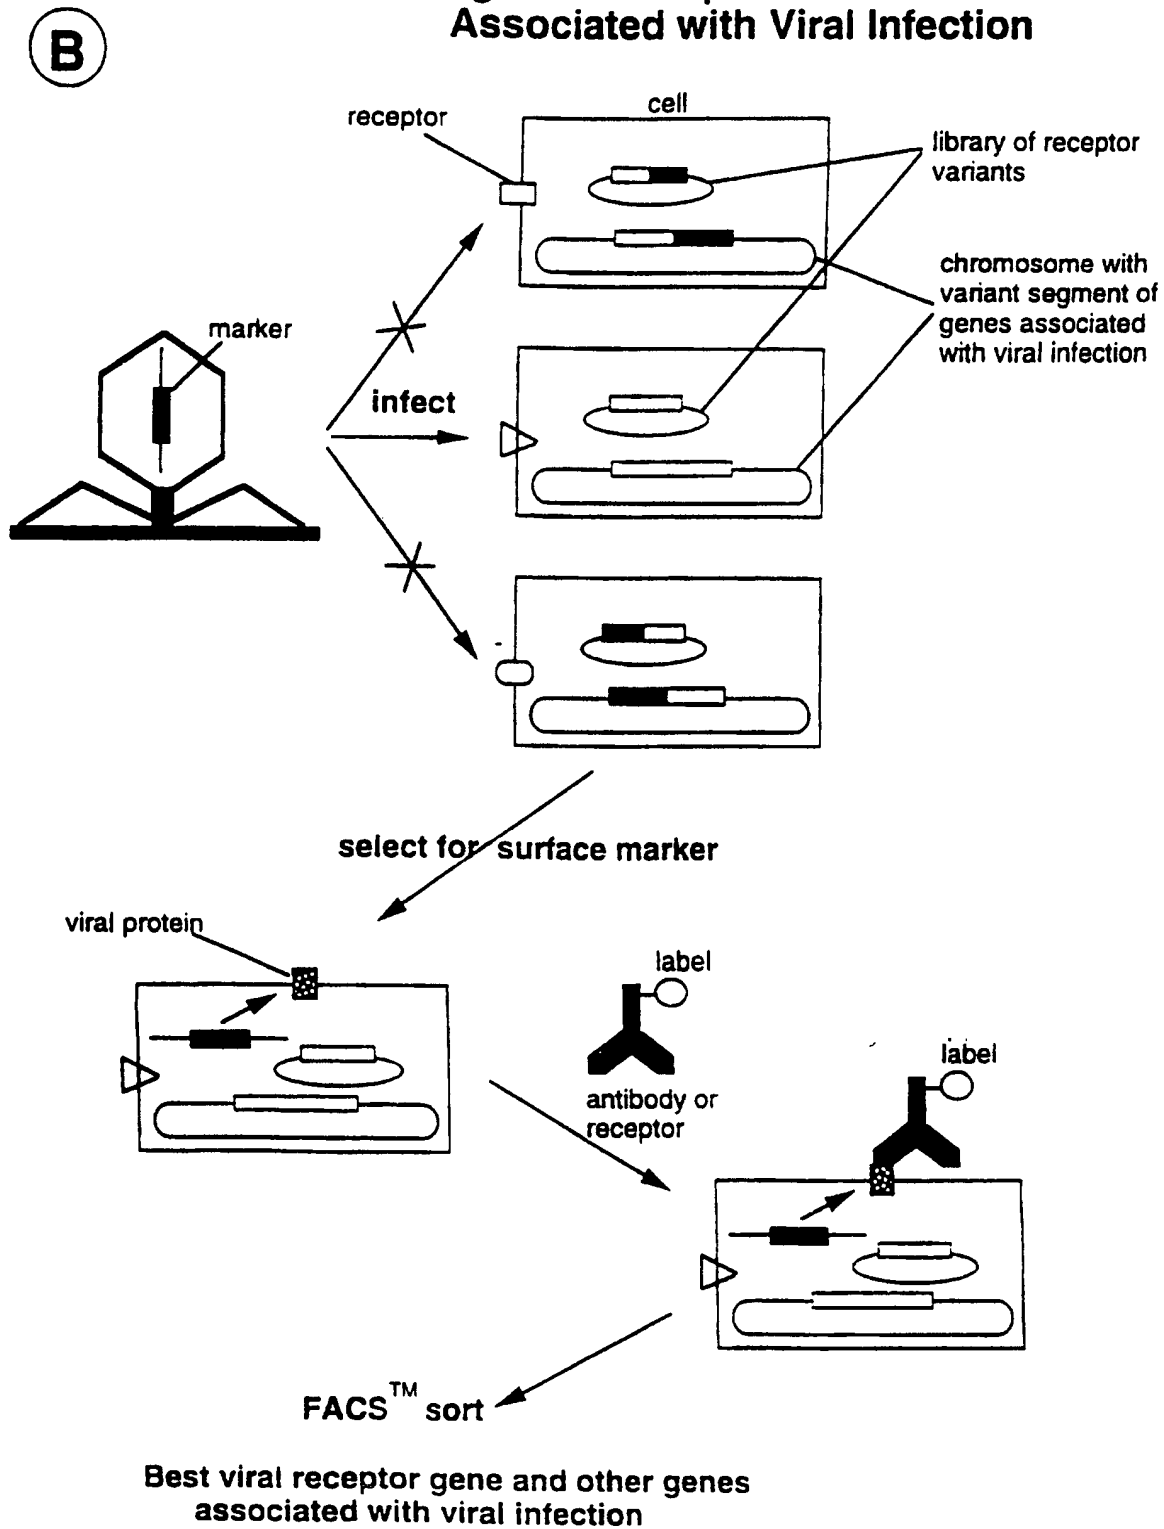 Associated with Viral Infection
B
cell
receptor
library of receptor
variants
chromosome with
variant segment of
genes associated
with viral infection
marker
infect
select for surface marker
viral protein
label
antibody or
receptor
label
FACS™ sort
Best viral receptor gene and other genes
associated with viral infection